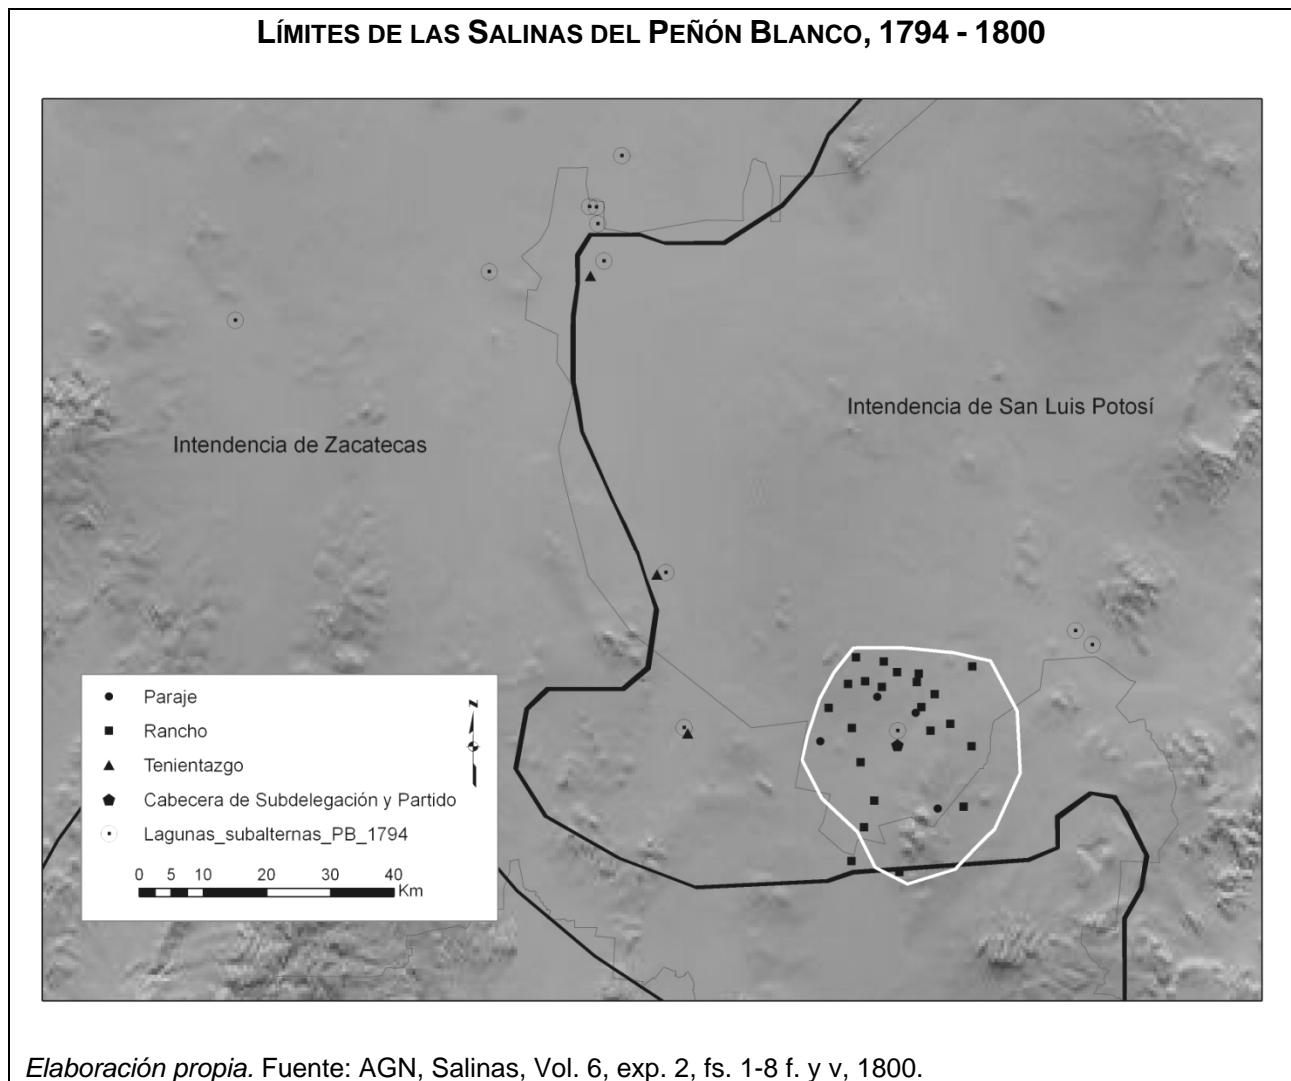 LÍMITES DE LAS SALINAS DEL PEÑÓN BLANCO, 1794 - 1800
Intendencia de San Luis Potosí
Intendencia de Zacatecas
Paraje
Rancho
Tenientazgo
Cabecera de Subdelegación y Partido
Lagunas_subalternas_PB_1794
N
0 5 10 20 30 40
Km
Elaboración propia. Fuente: AGN, Salinas, Vol. 6, exp. 2, fs. 1-8 f. y v, 1800.